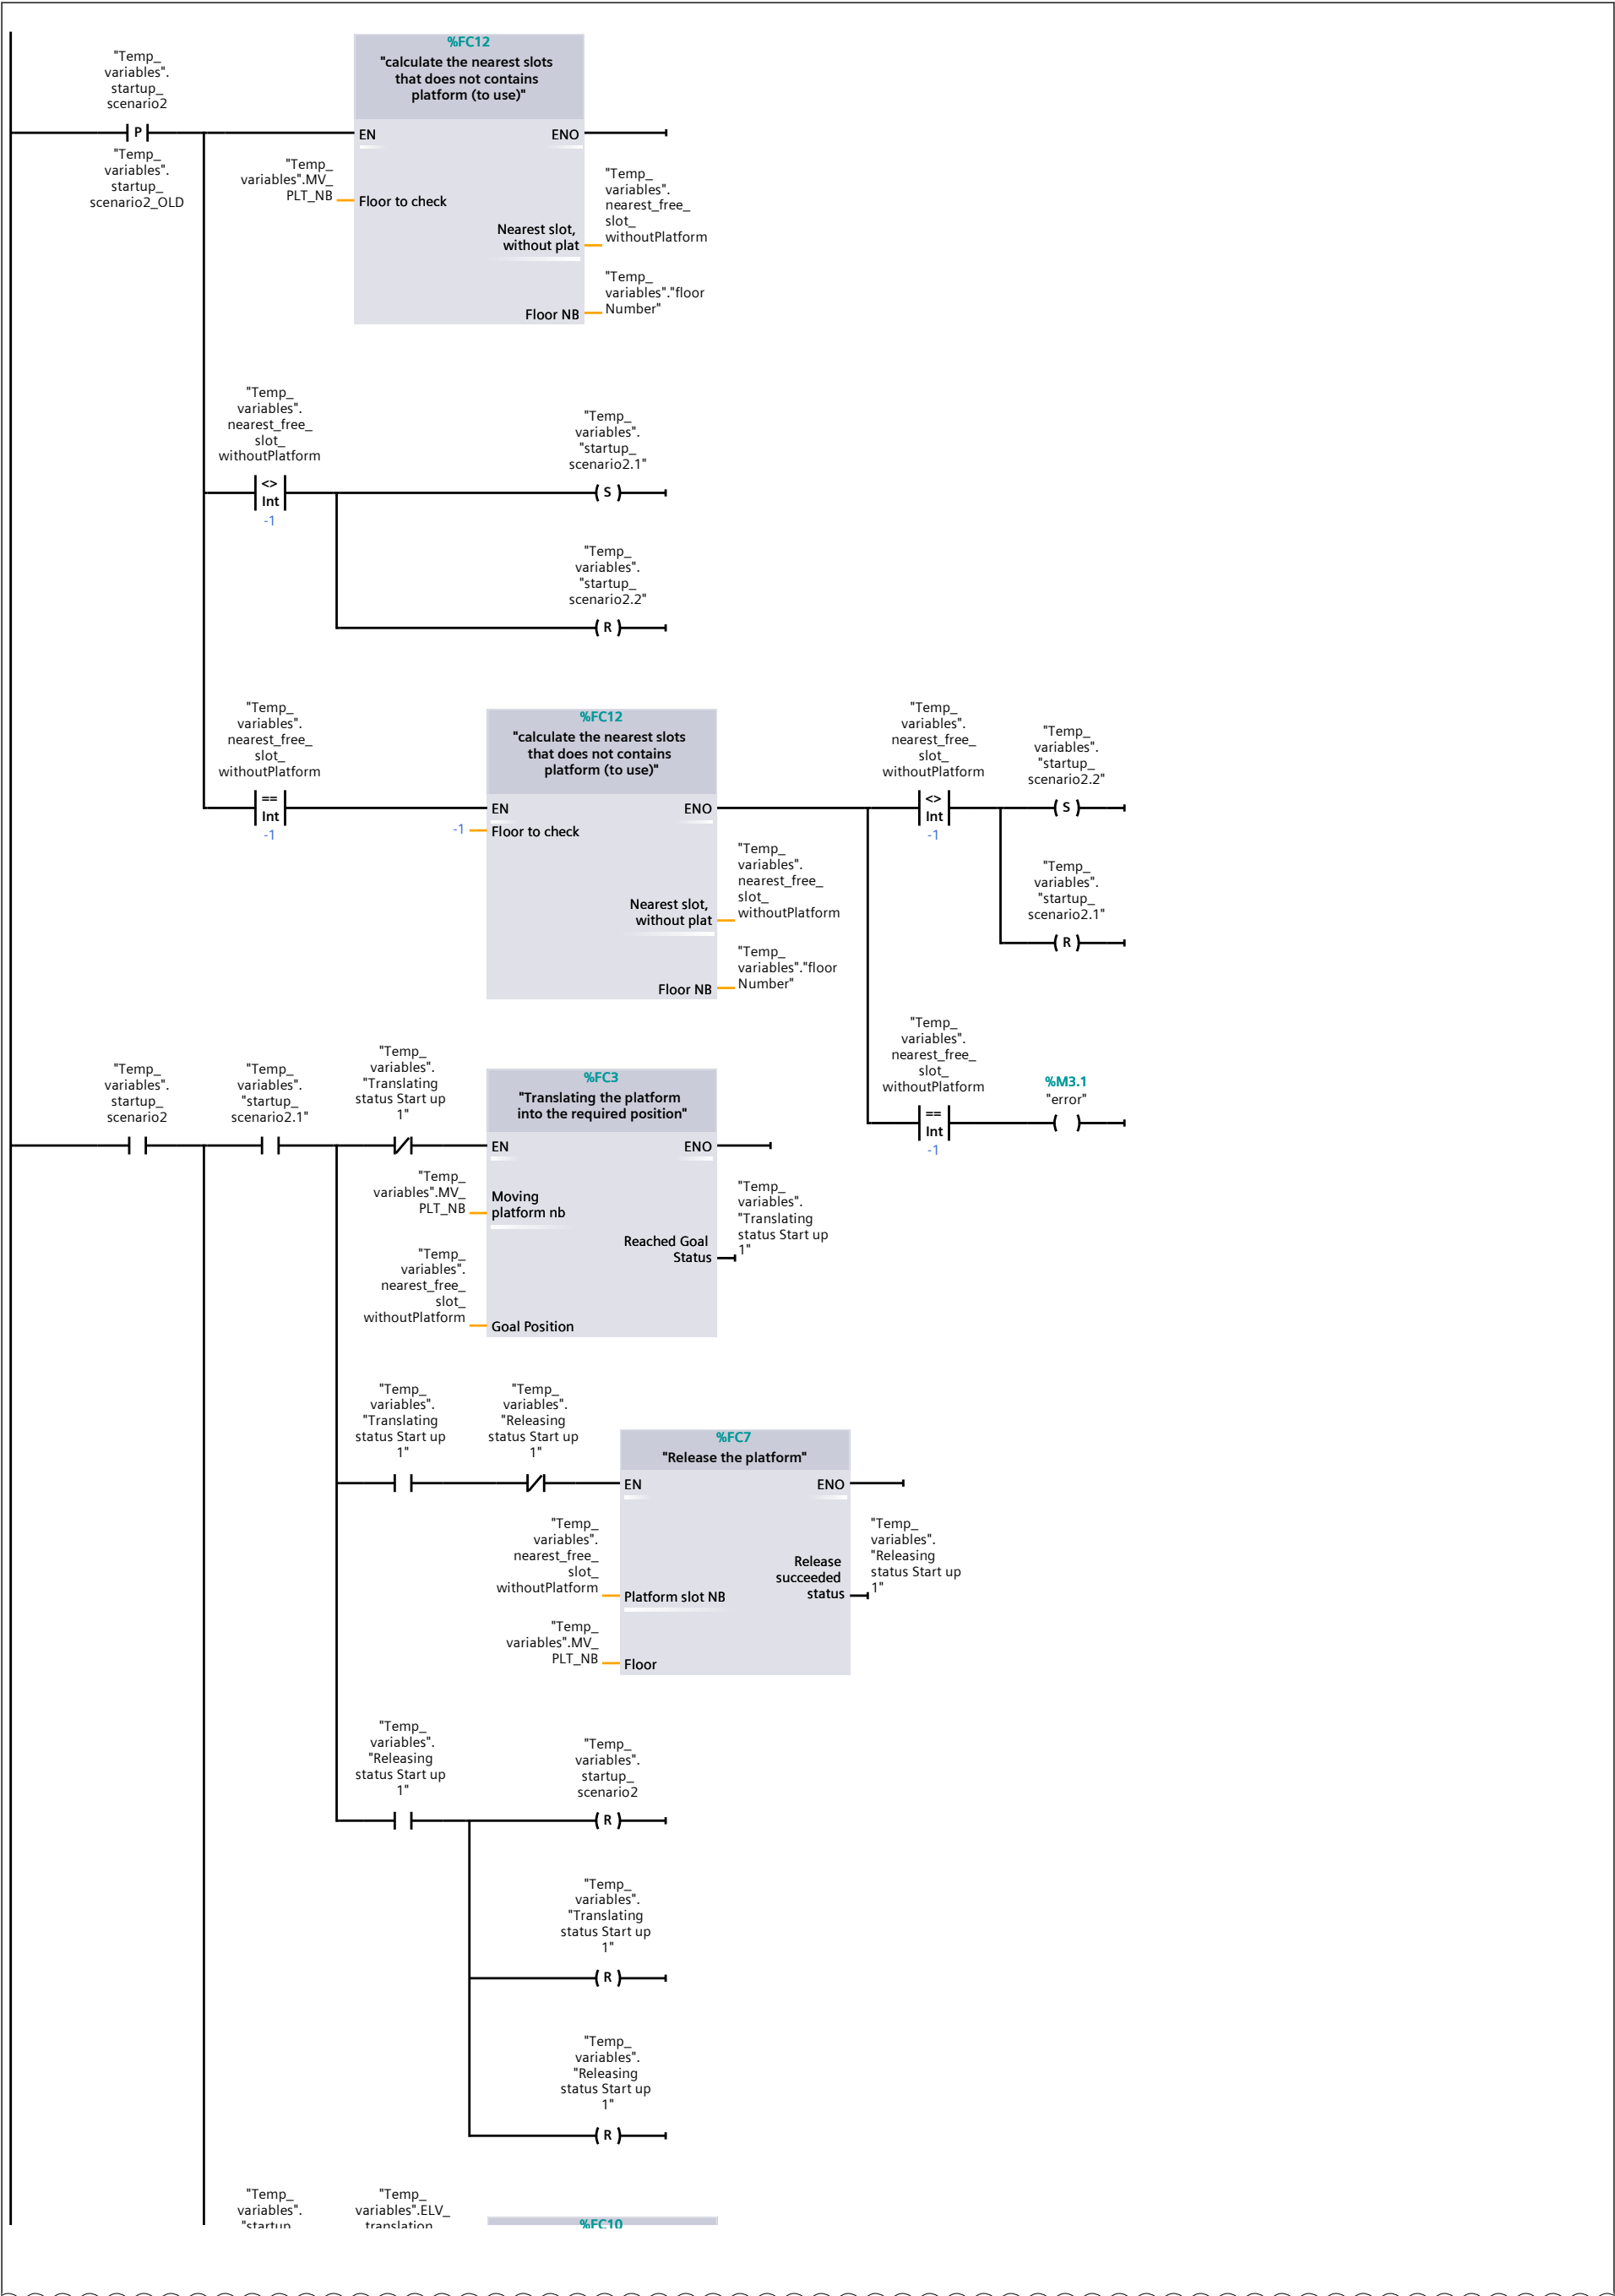 %FC12
"calculate the nearest slots
that does not contains
platform (to use)"
"Temp_
variables".
startup_
scenario2
P
"Temp_
variables".
startup_
scenario2_OLD
EN
ENO
"Temp_
variables".MV_
PLT_NB
Floor to check
Nearest slot,
without plat
"Temp_
variables".
nearest_free_
slot_
withoutPlatform
Floor NB
"Temp_
variables"."floor
Number"
"Temp_
variables".
nearest_free_
slot_
withoutPlatform
<>
Int
-1
"Temp_
variables".
"startup_
scenario2.1"
S
"Temp_
variables".
"startup_
scenario2.2"
R
"Temp_
variables".
nearest_free_
slot_
withoutPlatform
==
Int
-1
%FC12
"calculate the nearest slots
that does not contains
platform (to use)"
EN
ENO
-1
Floor to check
Nearest slot,
without plat
"Temp_
variables".
nearest_free_
slot_
withoutPlatform
Floor NB
"Temp_
variables"."floor
Number"
"Temp_
variables".
nearest_free_
slot_
withoutPlatform
<>
Int
-1
"Temp_
variables".
"startup_
scenario2.2"
S
"Temp_
variables".
"startup_
scenario2.1"
R
"Temp_
variables".
nearest_free_
slot_
withoutPlatform
==
Int
-1
%M3.1
"error"
"Temp_
variables".
startup_
scenario2
"Temp_
variables".
"startup_
scenario2.1"
"Temp_
variables".
"Translating
status Start up
1"
%FC3
"Translating the platform
into the required position"
EN
ENO
"Temp_
variables".MV_
PLT_NB
Moving
platform nb
Reached Goal
Status
"Temp_
variables".
"Translating
status Start up
1"
"Temp_
variables".
nearest_free_
slot_
withoutPlatform
Goal Position
"Temp_
variables".
"Translating
status Start up
1"
"Temp_
variables".
"Releasing
status Start up
1"
%FC7
"Release the platform"
EN
ENO
"Temp_
variables".
nearest_free_
slot_
withoutPlatform
Platform slot NB
Release
succeeded
status
"Temp_
variables".
"Releasing
status Start up
1"
"Temp_
variables".MV_
PLT_NB
Floor
"Temp_
variables".
"Releasing
status Start up
1"
"Temp_
variables".
startup_
scenario2
R
"Temp_
variables".
"Translating
status Start up
1"
R
"Temp_
variables".
"Releasing
status Start up
1"
R
"Temp_
variables".
"startup
"Temp_
variables".ELV_
translation
%FC10